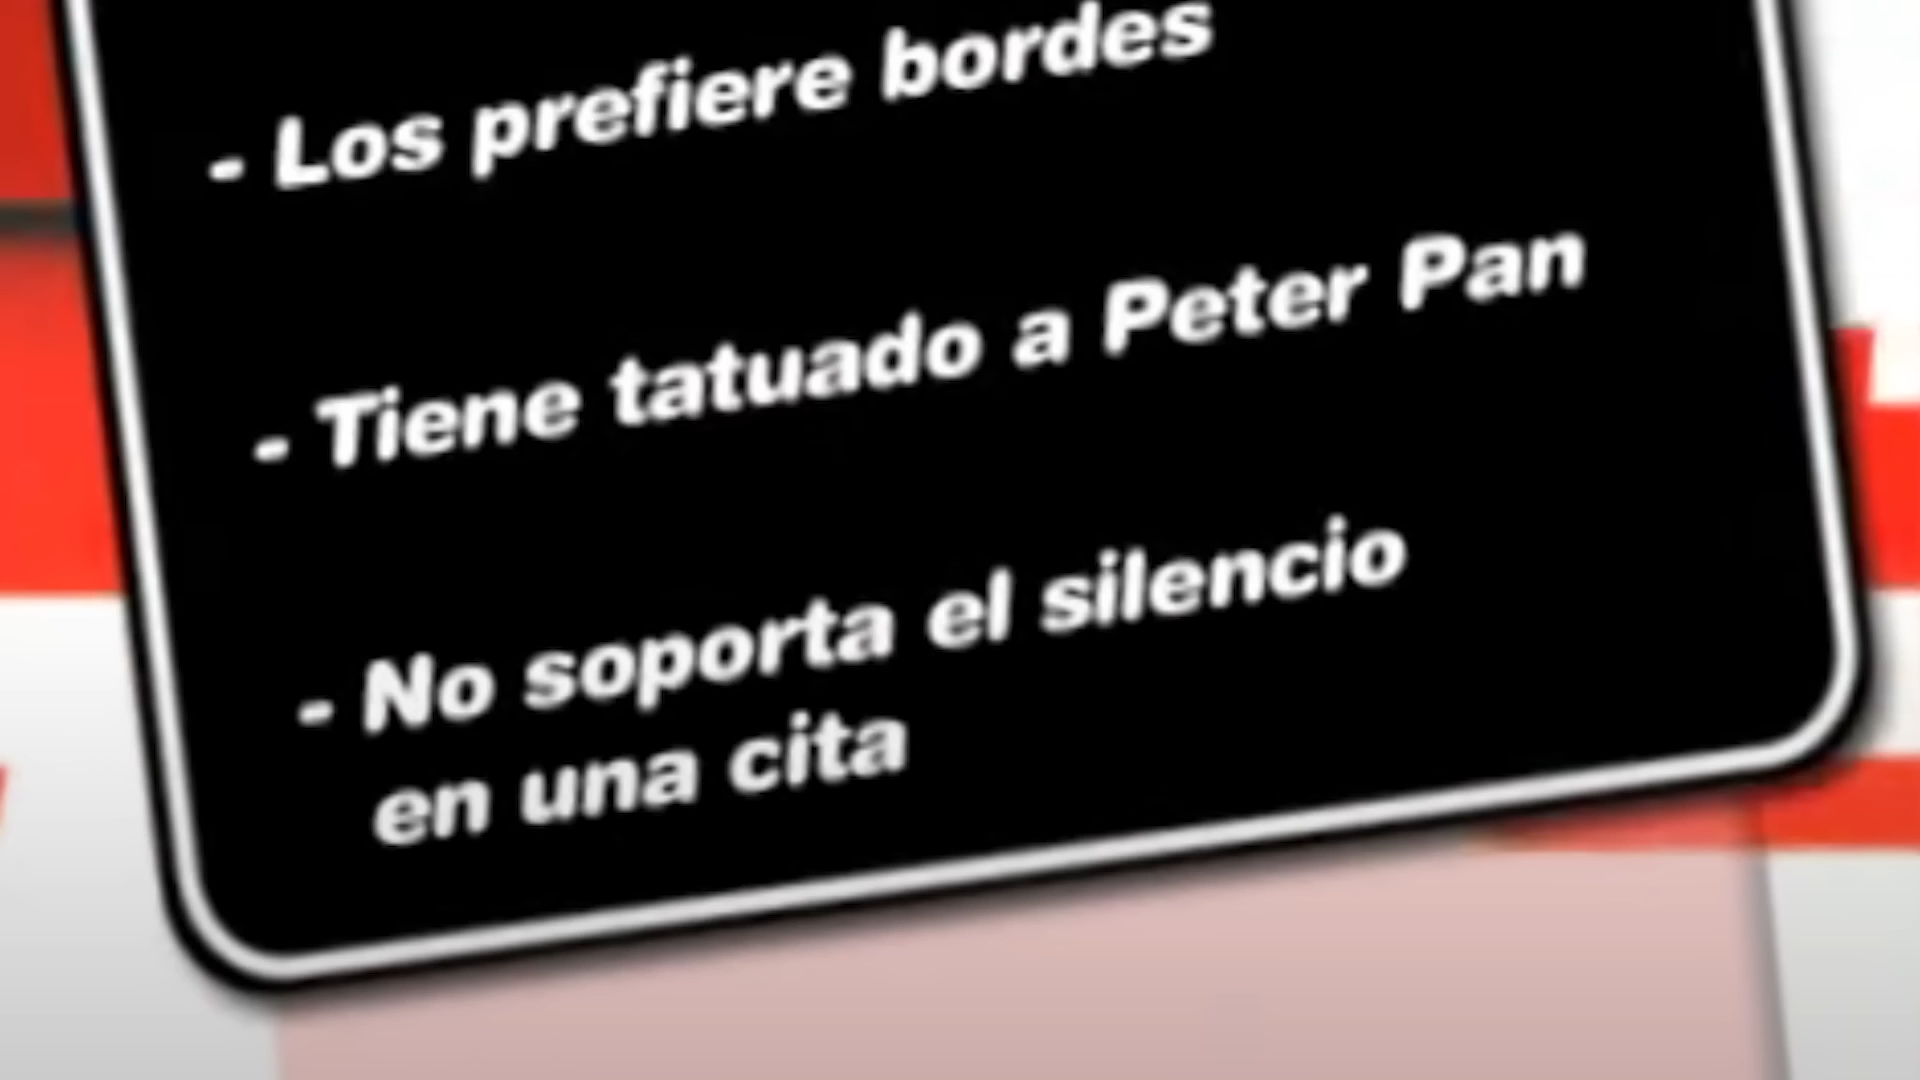 - Los prefiere bordes
- Tiene tatuado a Peter Pan
- No soporta el silencio
en una cita